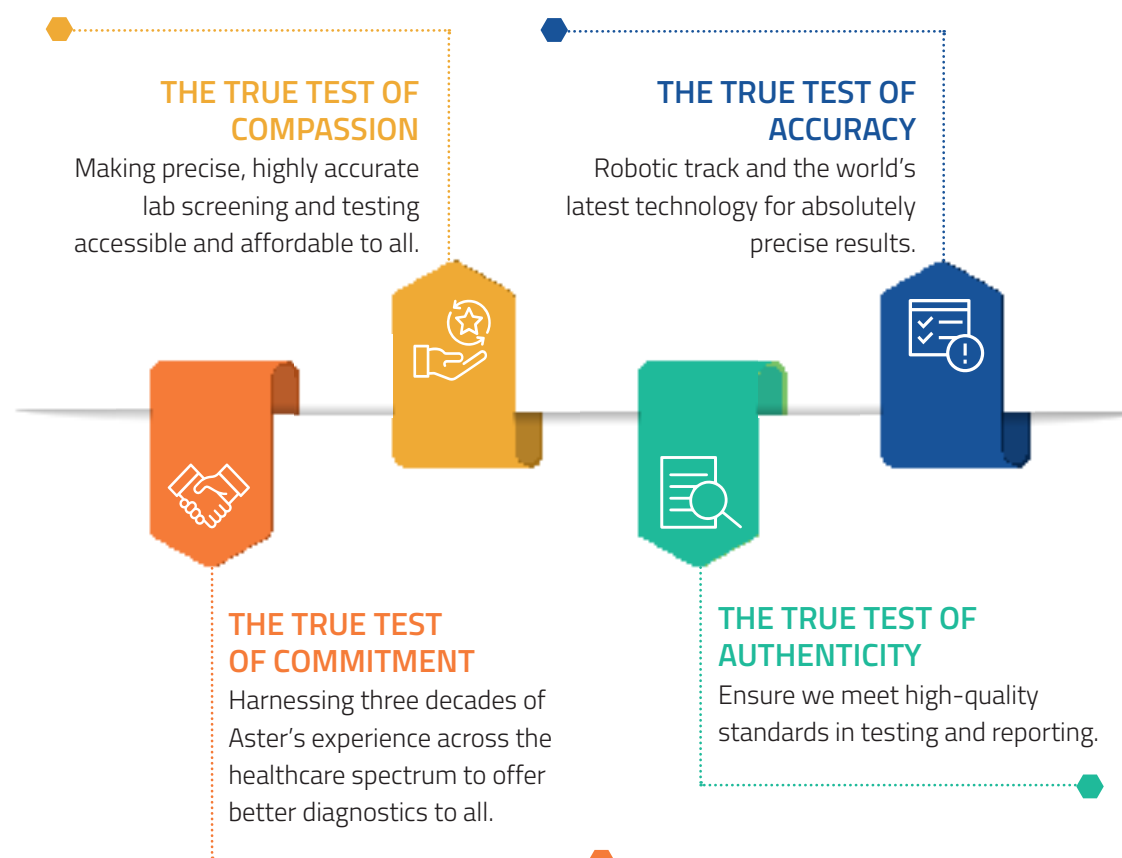 THE TRUE TEST OF
COMPASSION
Making precise, highly accurate
lab screening and testing
accessible and affordable to all.
THE TRUE TEST OF
ACCURACY
Robotic track and the world’s
latest technology for absolutely
precise results.
THE TRUE TEST
OF COMMITMENT
Harnessing three decades of
Aster’s experience across the
healthcare spectrum to offer
better diagnostics to all.
THE TRUE TEST OF
AUTHENTICITY
Ensure we meet high-quality
standards in testing and reporting.